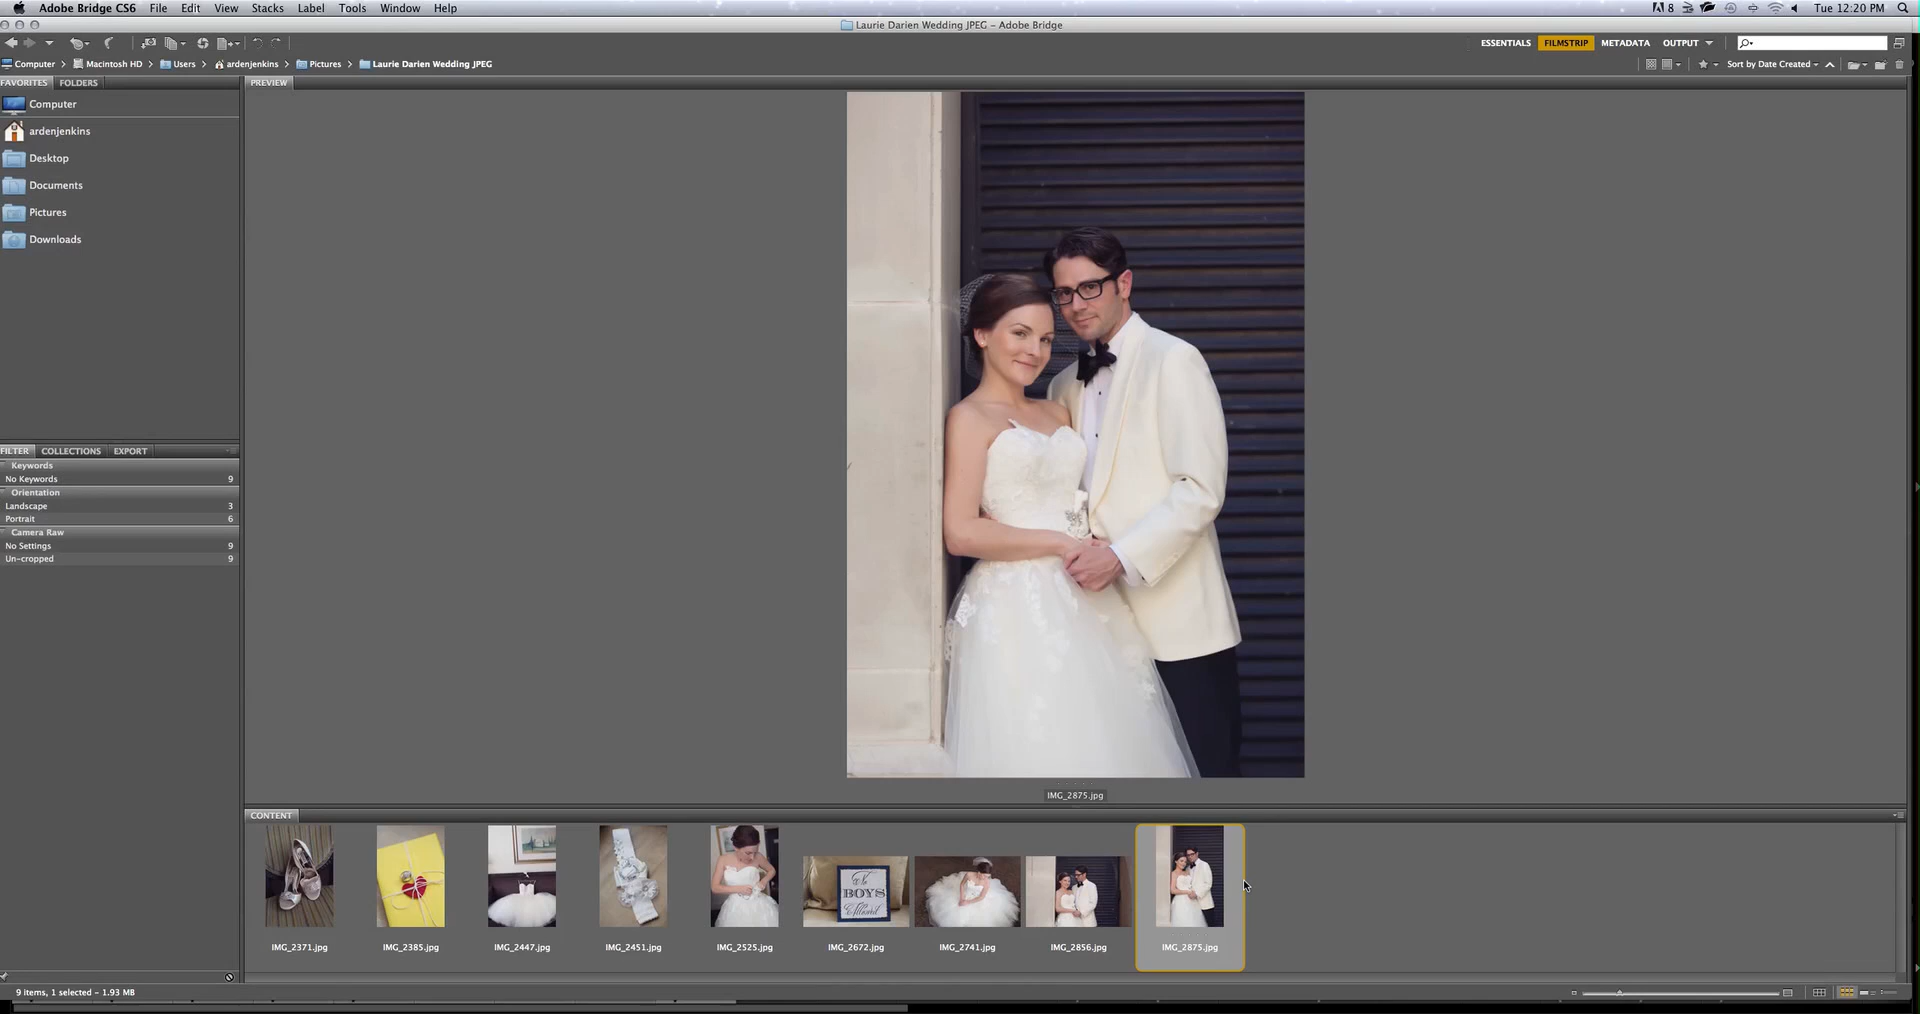 Adobe Bridge CS6 File Edit View Stacks Label Tools Window Help
8 Tue 12:20 PM
Laurie Darien Wedding JPEG – Adobe Bridge
ESSENTIALS FILMSTRIP METADATA OUTPUT
Computer Macintosh HD Users ardenjenkins Pictures Laurie Darien Wedding JPEG
Sort by Date Created
FAVORITES FOLDERS
PREVIEW
Computer
ardenjenkins
Desktop
Documents
Pictures
Downloads
FILTER COLLECTIONS EXPORT
Keywords
No Keywords 9
Orientation
Landscape 3
Portrait 6
Camera Raw
No Settings 9
Un-cropped 9
IMG_2875.jpg
CONTENT
BOYS
IMG_2371.jpg IMG_2385.jpg IMG_2447.jpg IMG_2451.jpg IMG_2525.jpg IMG_2672.jpg IMG_2741.jpg IMG_2856.jpg IMG_2875.jpg
9 items, 1 selected – 1.93 MB